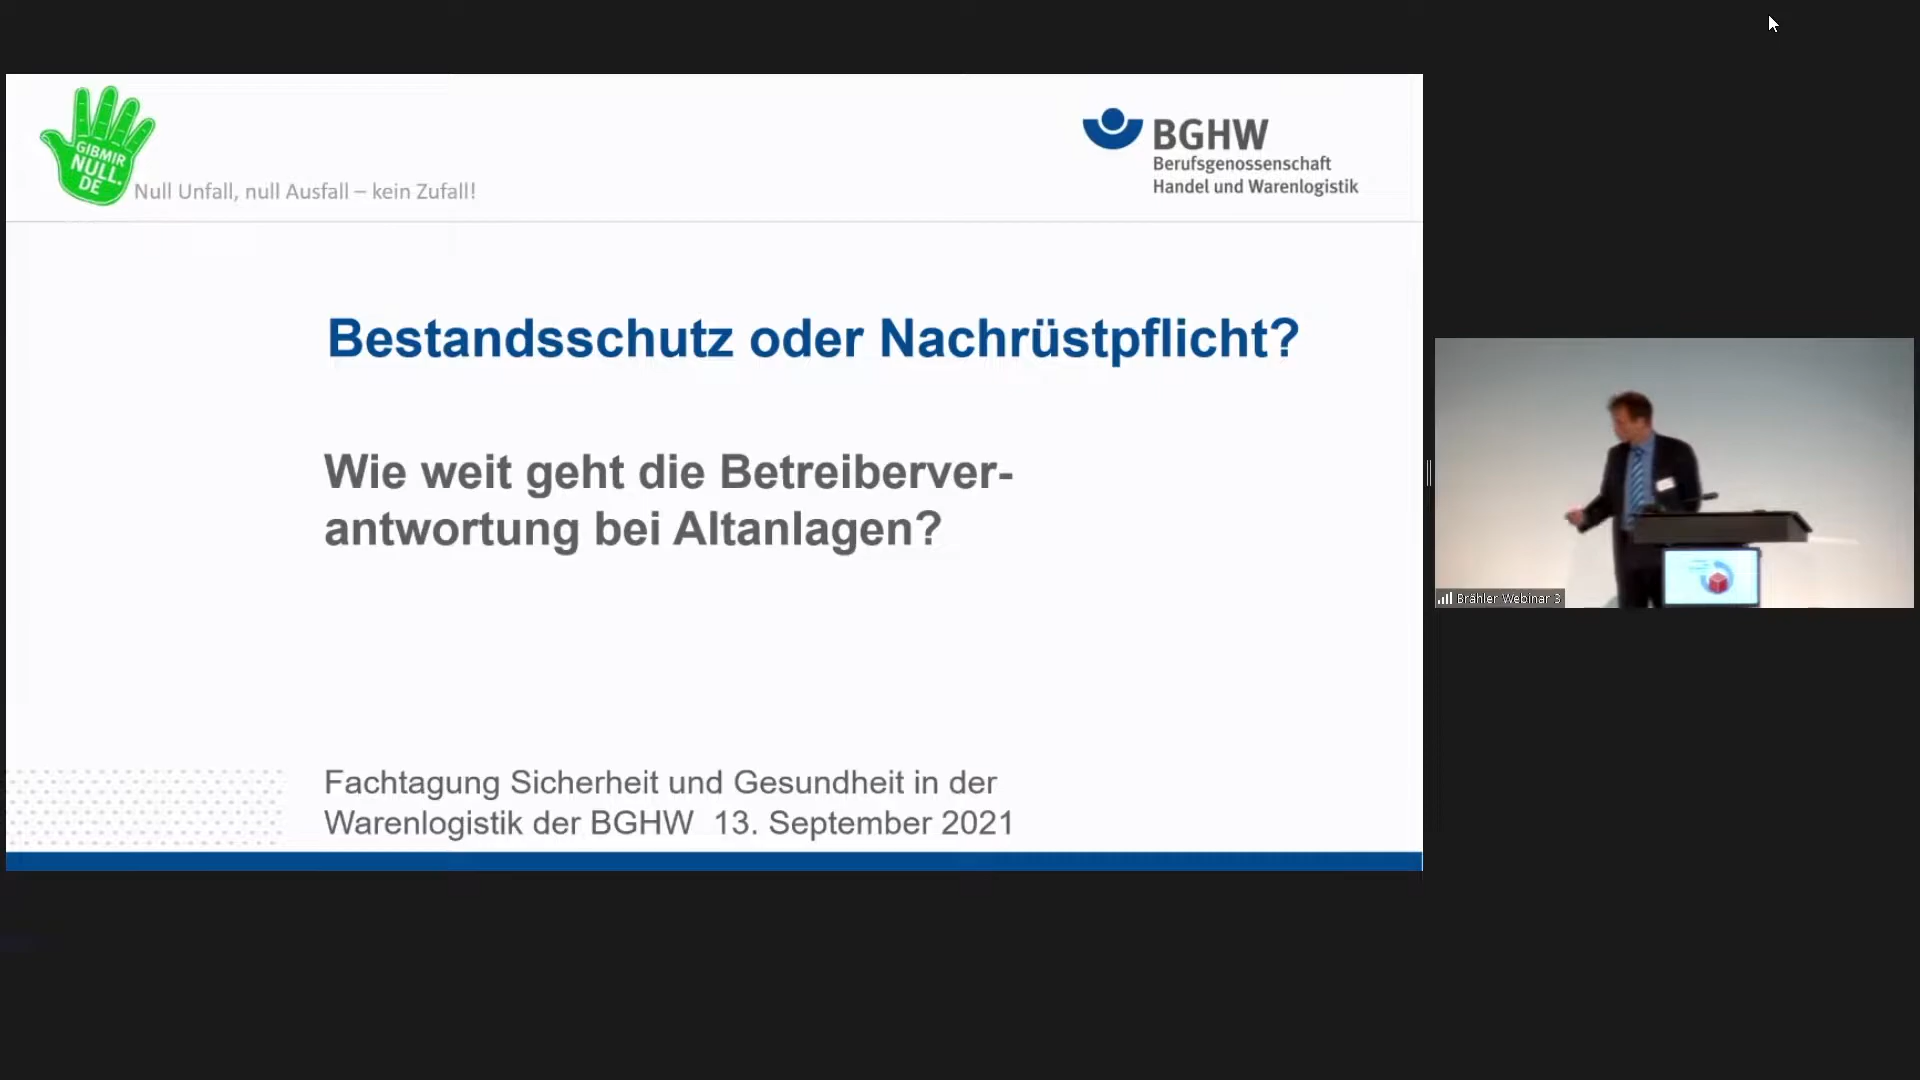 GIBMIR
NULL.
DE
Null Unfall, null Ausfall – kein Zufall!
BGHW
Berufsgenossenschaft
Handel und Warenlogistik
Bestandsschutz oder Nachrüstpflicht?
Wie weit geht die Betreiberver-
antwortung bei Altanlagen?
Fachtagung Sicherheit und Gesundheit in der
Warenlogistik der BGHW 13. September 2021
Brähler Webinar 3